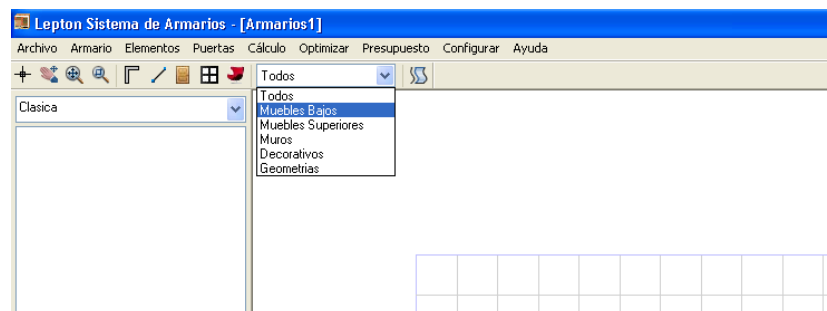 Lepton Sistema de Armarios - [Armarios1]
Archivo Armario Elementos Puertas Cálculo Optimizar Presupuesto Configurar Ayuda
Todos
Clasica
Todos
Muebles Bajos
Muebles Superiores
Muros
Decorativos
Geometrias